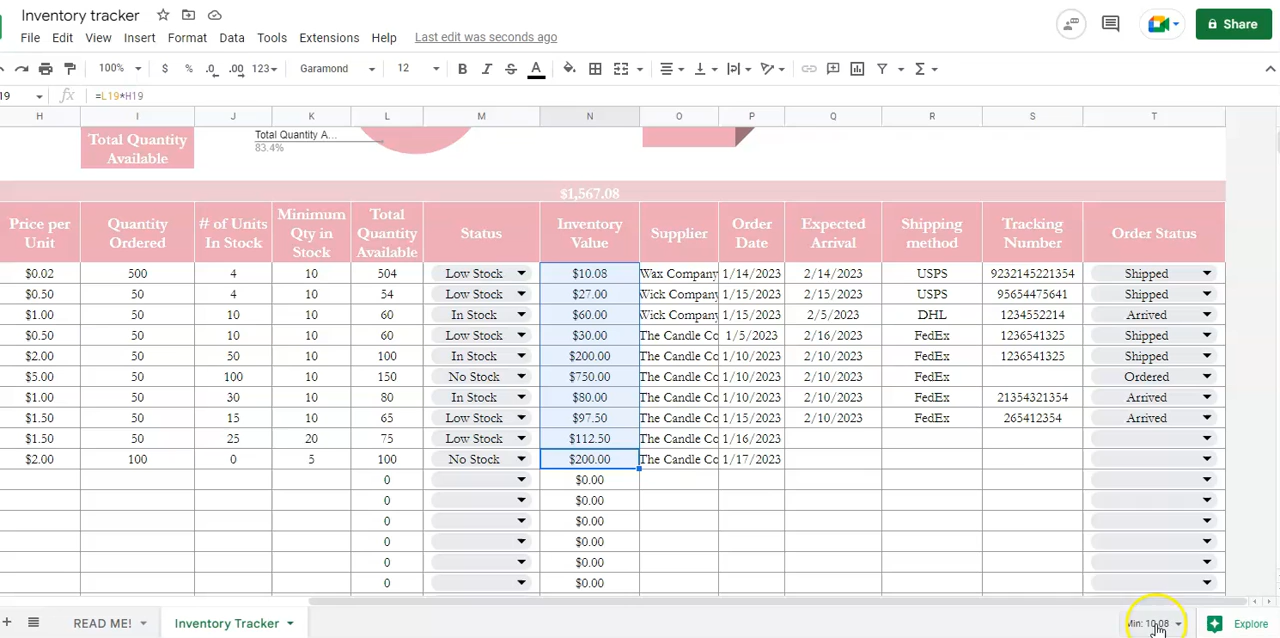 Inventory tracker
File Edit View Insert Format Data Tools Extensions Help Last edit was seconds ago
Share
100% $ % .0 .00 123 Garamond 12 B I S A
19 fx =L19*H19
H I J K L M N O P Q R S T
Total Quantity
Available
Total Quantity A...
83.4%
$1,567.08
Price per
Unit
Quantity
Ordered
# of Units
In Stock
Minimum
Qty in
Stock
Total
Quantity
Available
Status
Inventory
Value
Supplier
Order
Date
Expected
Arrival
Shipping
method
Tracking
Number
Order Status
$0.02 500 4 10 504 Low Stock $10.08 Wax Company 1/14/2023 2/14/2023 USPS 9232145221354 Shipped
$0.50 50 4 10 54 Low Stock $27.00 Wick Company 1/15/2023 2/15/2023 USPS 95654475641 Shipped
$1.00 50 10 10 60 In Stock $60.00 Wick Company 1/15/2023 2/5/2023 DHL 1234552214 Arrived
$0.50 50 10 10 60 Low Stock $30.00 The Candle Co 1/5/2023 2/16/2023 FedEx 1236541325 Shipped
$2.00 50 50 10 100 In Stock $200.00 The Candle Co 1/10/2023 2/10/2023 FedEx 1236541325 Shipped
$5.00 50 100 10 150 No Stock $750.00 The Candle Co 1/10/2023 2/10/2023 FedEx Ordered
$1.00 50 30 10 80 In Stock $80.00 The Candle Co 1/10/2023 2/10/2023 FedEx 21354321354 Arrived
$1.50 50 15 10 65 Low Stock $97.50 The Candle Co 1/15/2023 2/10/2023 FedEx 265412354 Arrived
$1.50 50 25 20 75 Low Stock $112.50 The Candle Co 1/16/2023
$2.00 100 0 5 100 No Stock $200.00 The Candle Co 1/17/2023
0 $0.00
0 $0.00
0 $0.00
0 $0.00
0 $0.00
0 $0.00
READ ME! Inventory Tracker Min: 10.08 Explore